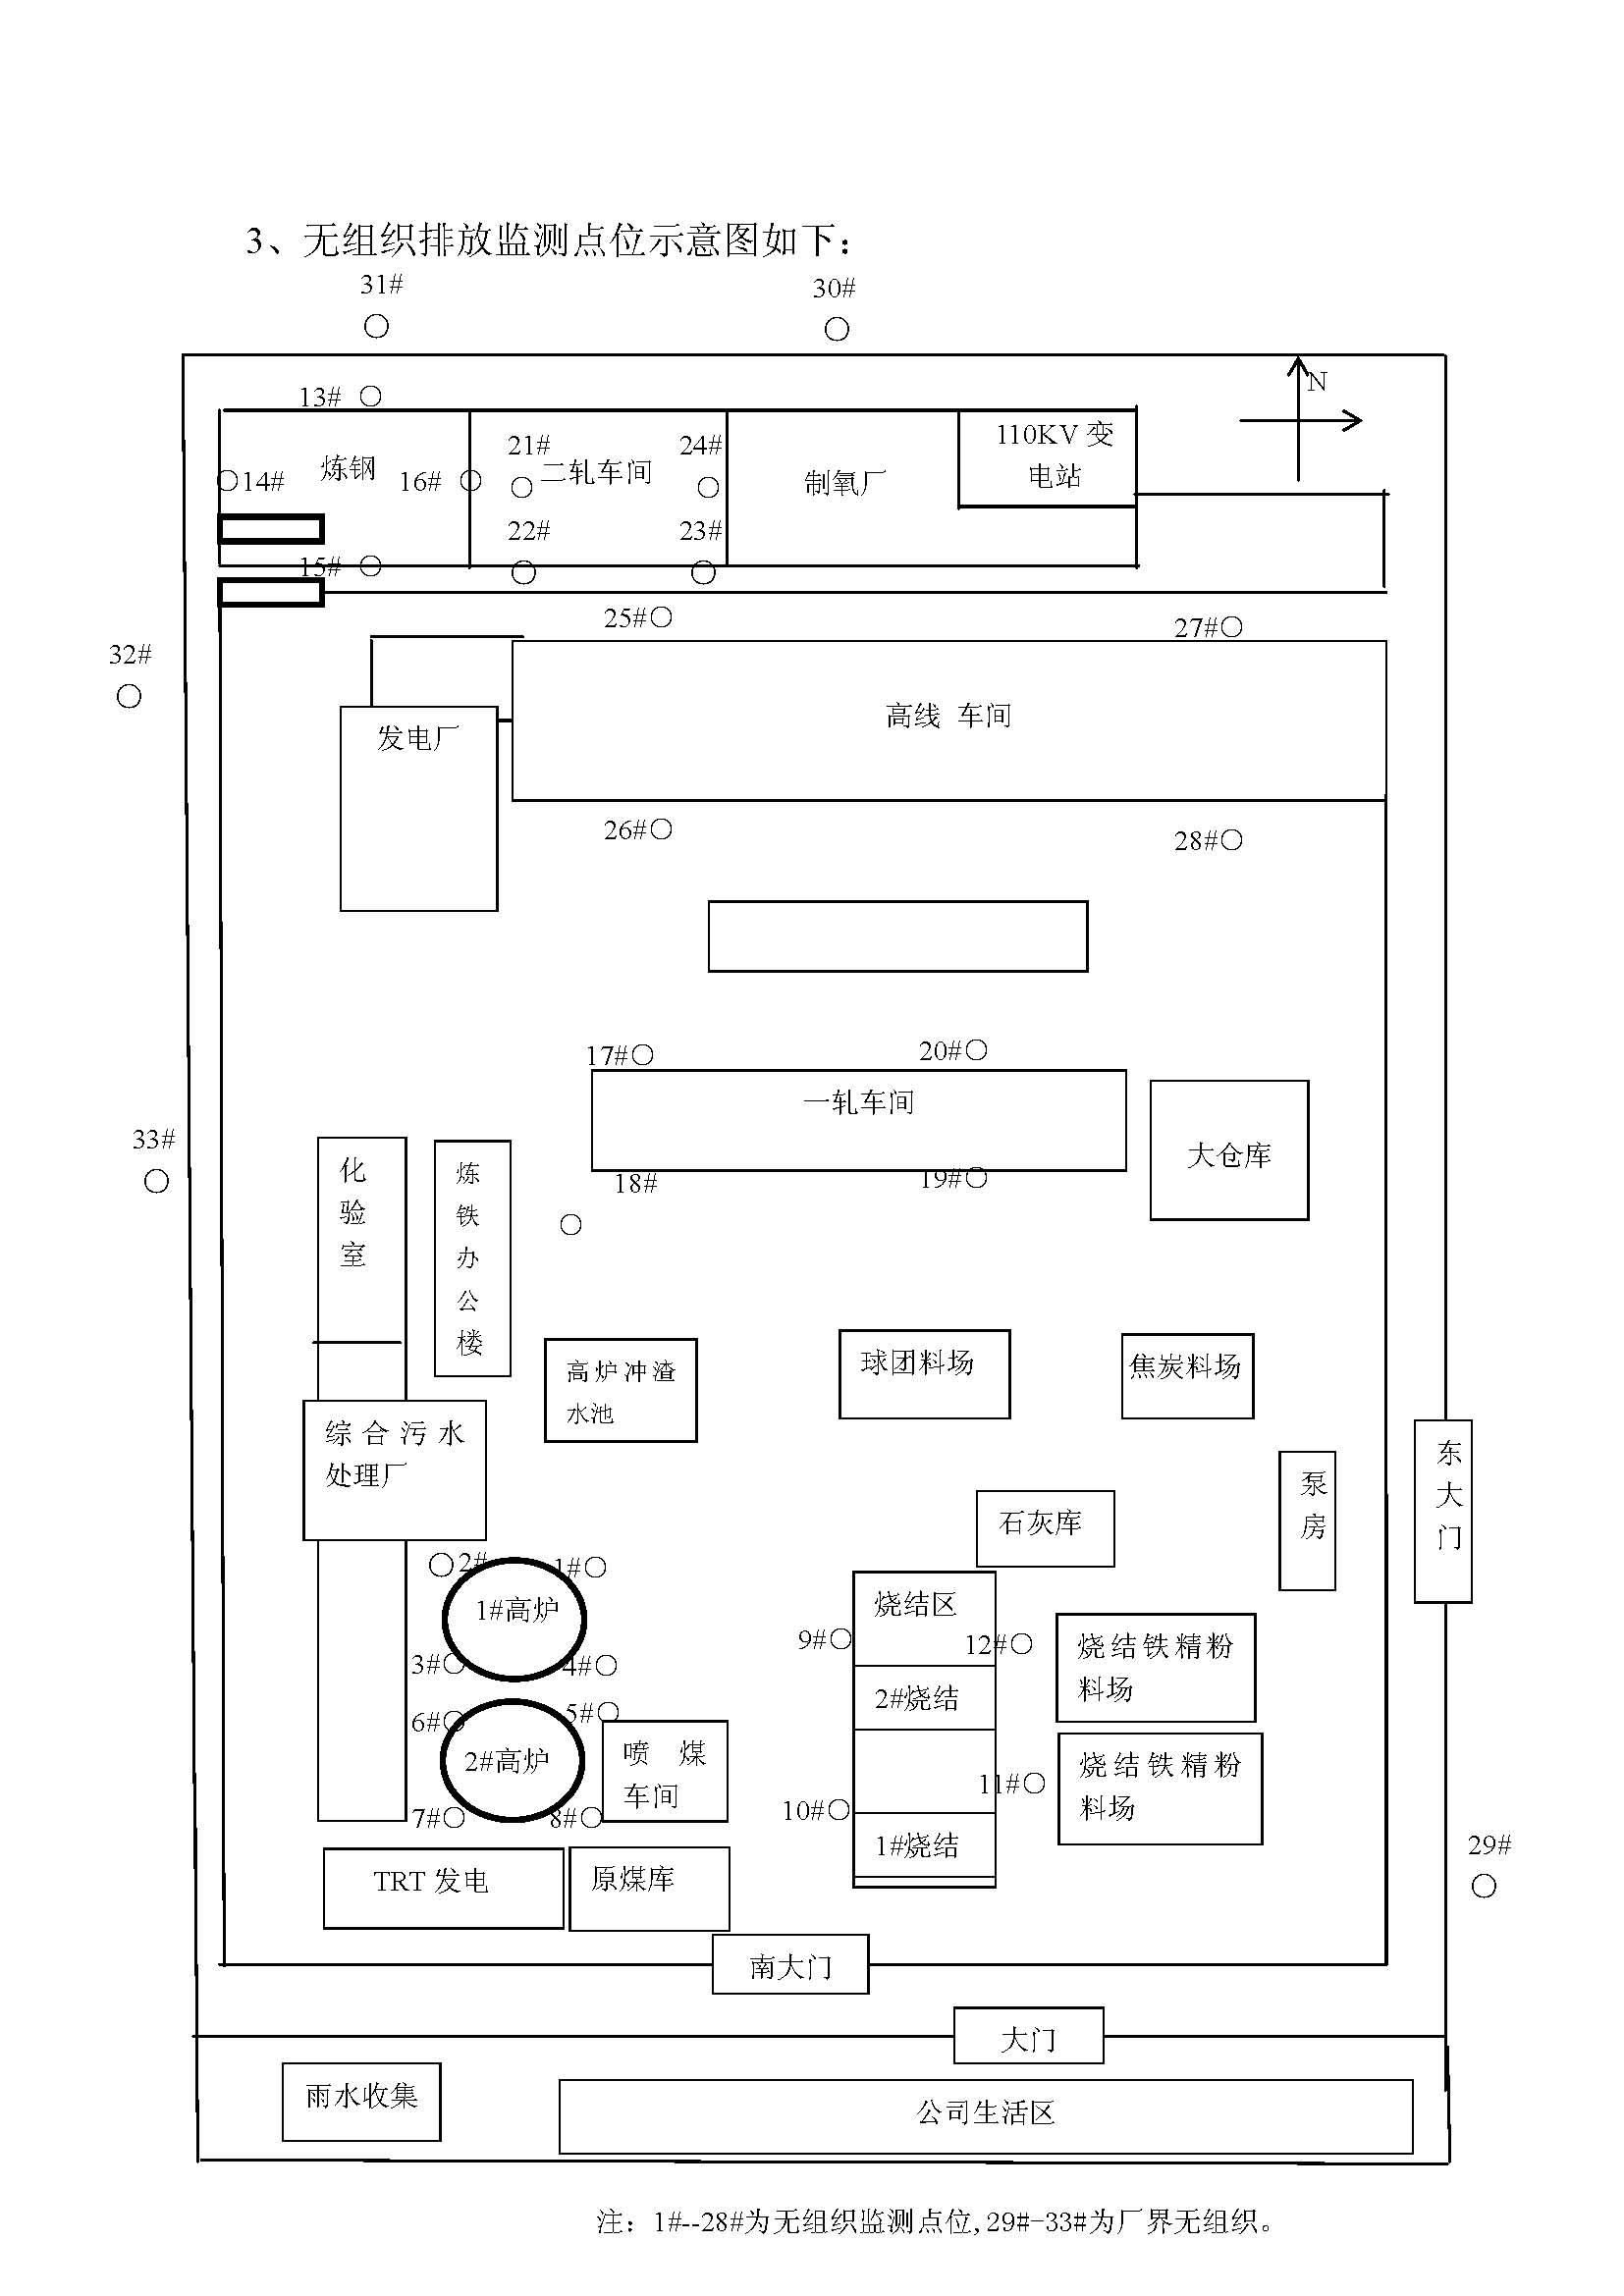 3、无组织排放监测点位示意图如下：
31#
30#
N
13#
110KV 变
电站
21#
24#
炼钢
二轧车间
14#
16#
制氧厂
22#
23#
15#
25#
27#
32#
高线 车间
发电厂
26#
28#
17#
20#
一轧车间
33#
大仓库
化
验
室
炼
铁
办
公
楼
18#
19#
高炉冲渣
水池
球团料场
焦炭料场
综合污水
处理厂
东
大
门
泵
房
石灰库
2#
1#
1#高炉
烧结区
9#
12#
烧结铁精粉
料场
3#
4#
2#烧结
6#
5#
2#高炉
喷 煤
车间
烧结铁精粉
料场
11#
7#
8#
10#
1#烧结
29#
TRT 发电
原煤库
南大门
大门
雨水收集
公司生活区
注：1#--28#为无组织监测点位,29#-33#为厂界无组织。